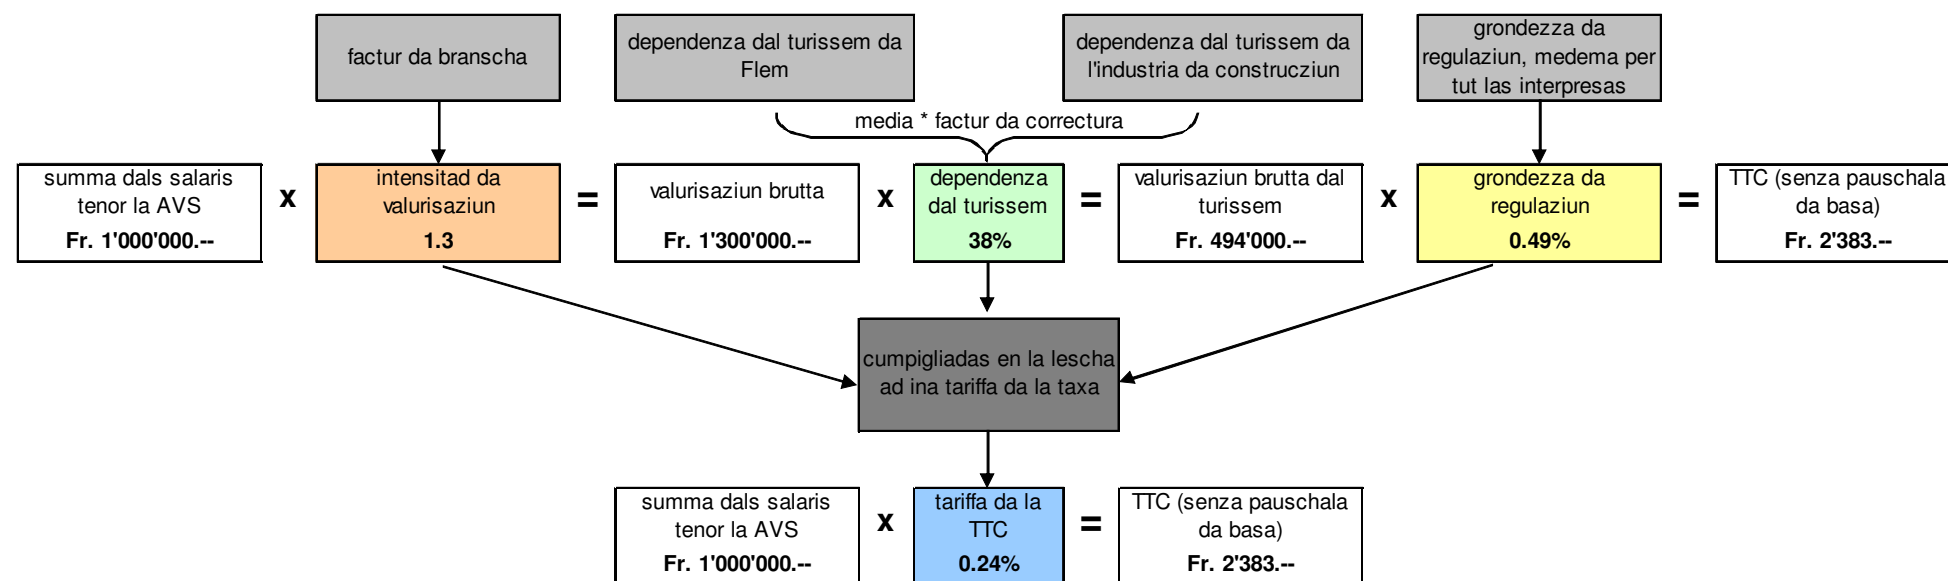 factur da branscha
dependenza dal turissem da
Flem
dependenza dal turissem da
l'industria da construcziun
grondezza da
regulaziun, medema per
tut las interpresas
media * factur da correctura
summa dals salaris
tenor la AVS
Fr. 1'000'000.--
x
intensitad da
valurisaziun
1.3
=
valurisaziun brutta
Fr. 1'300'000.--
x
dependenza
dal turissem
38%
=
valurisaziun brutta dal
turissem
Fr. 494'000.--
x
grondezza da
regulaziun
0.49%
=
TTC (senza pauschala
da basa)
Fr. 2'383.--
cumpigliadas en la lescha
ad ina tariffa da la taxa
summa dals salaris
tenor la AVS
Fr. 1'000'000.--
x
tariffa da la
TTC
0.24%
=
TTC (senza pauschala
da basa)
Fr. 2'383.--